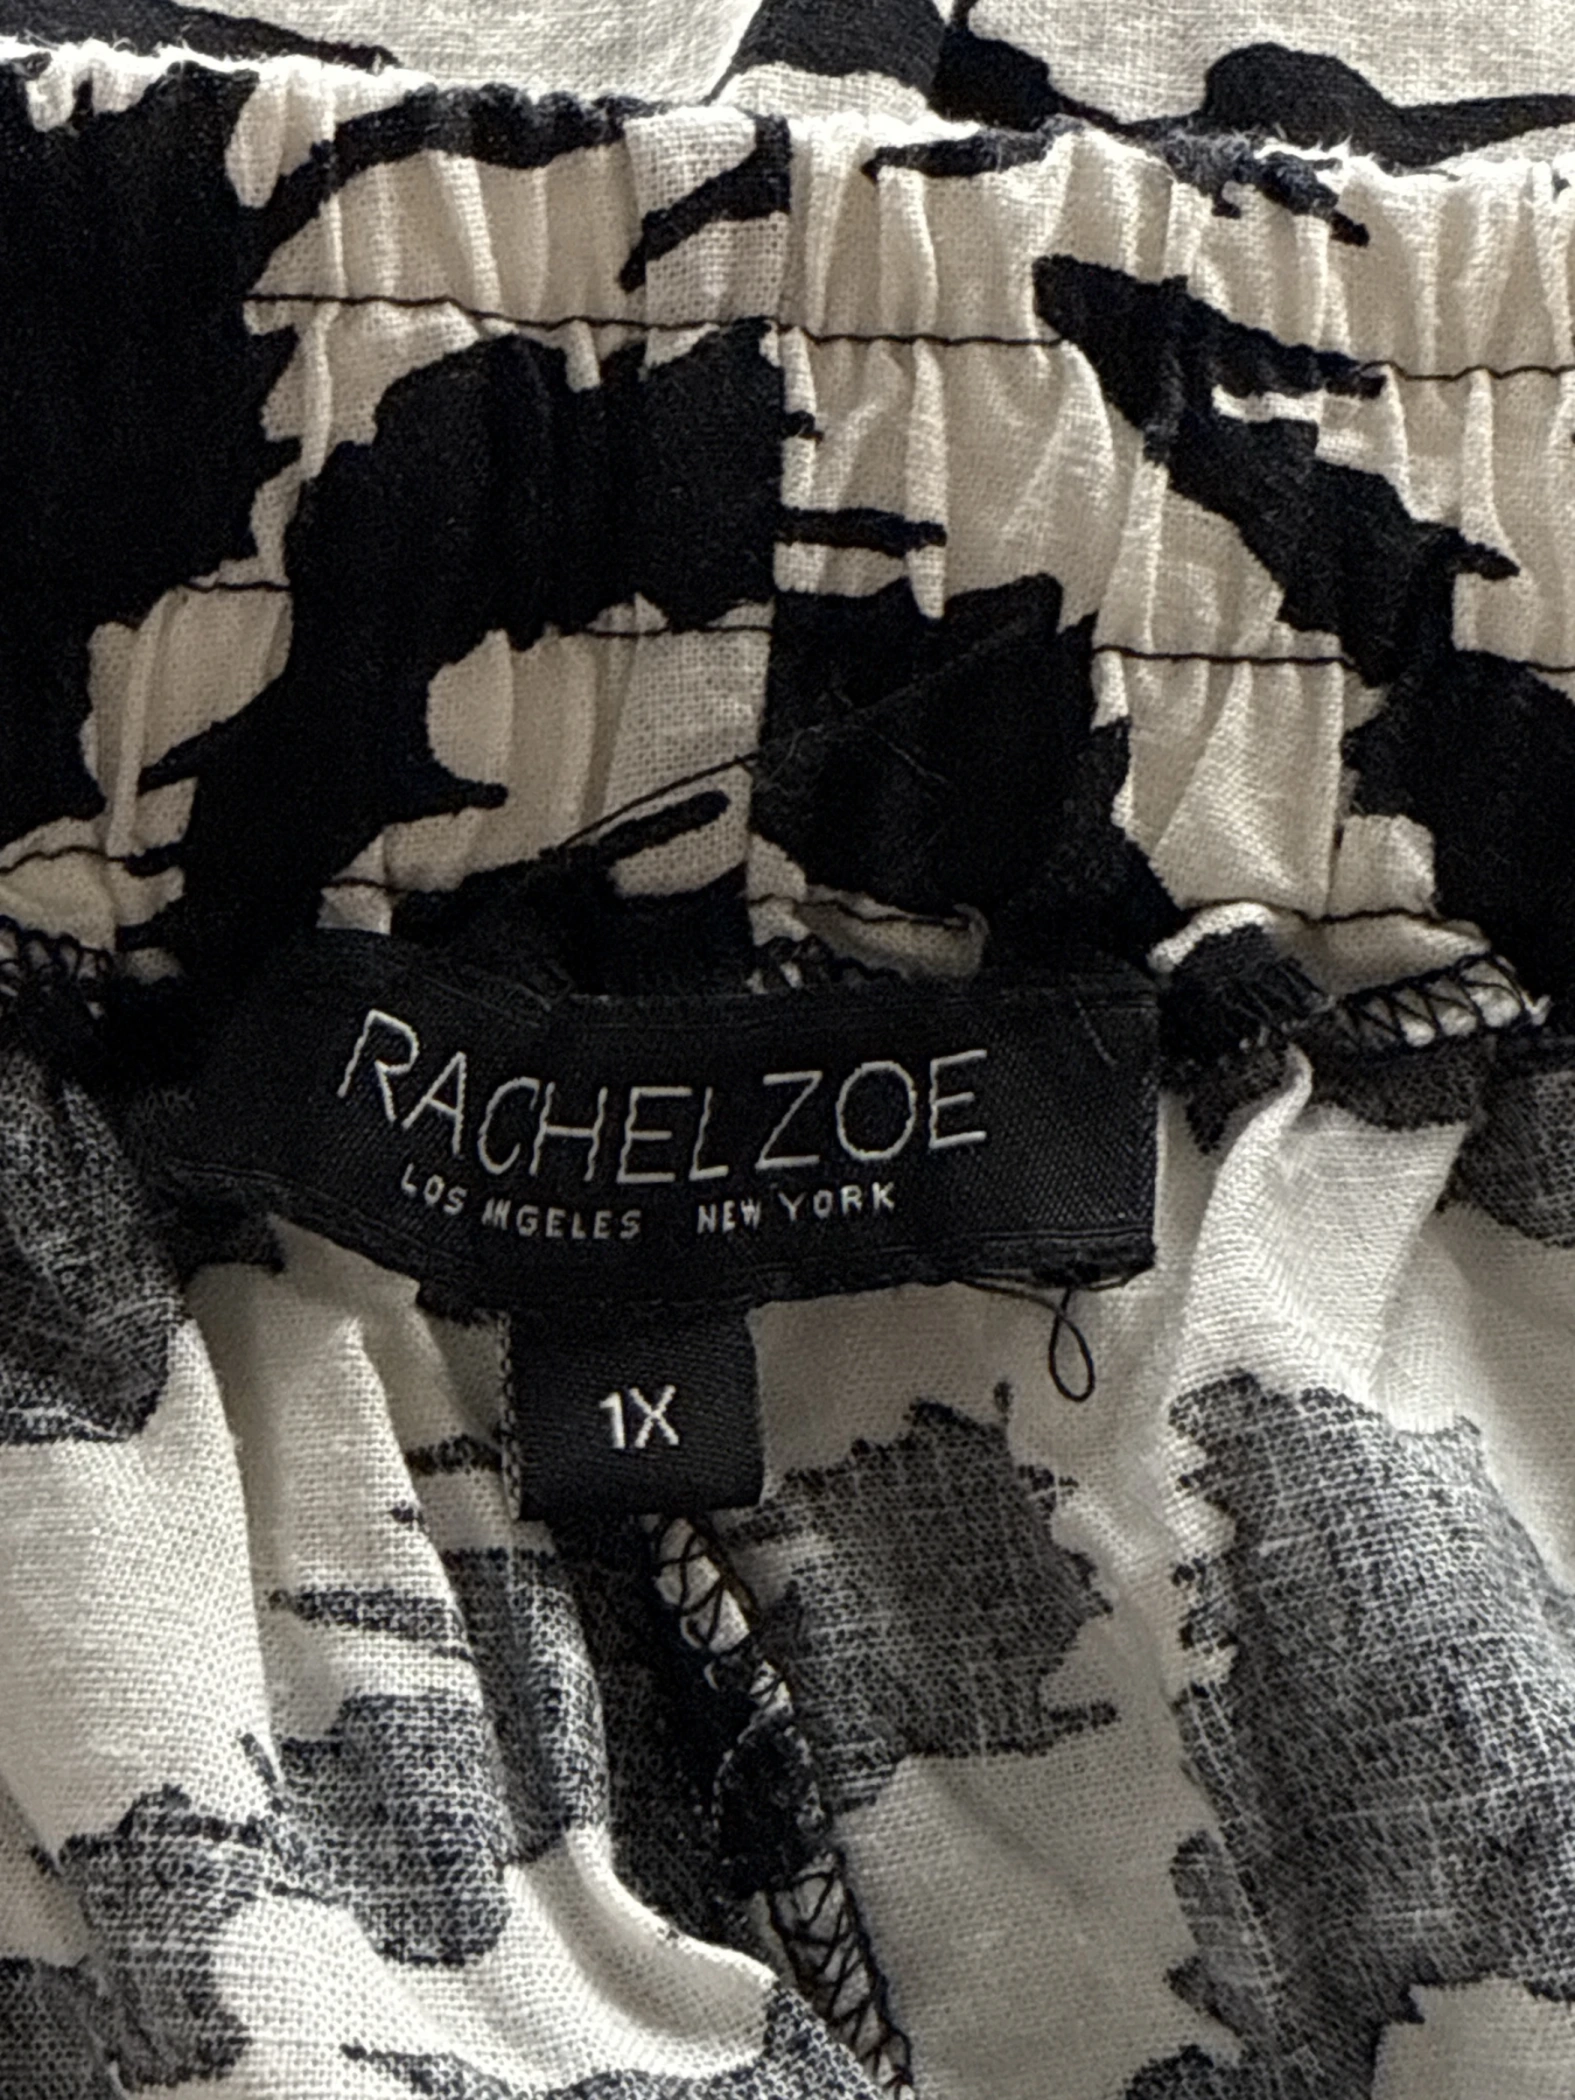 RACHEL ZOE
LOS ANGELES NEW YORK
1X